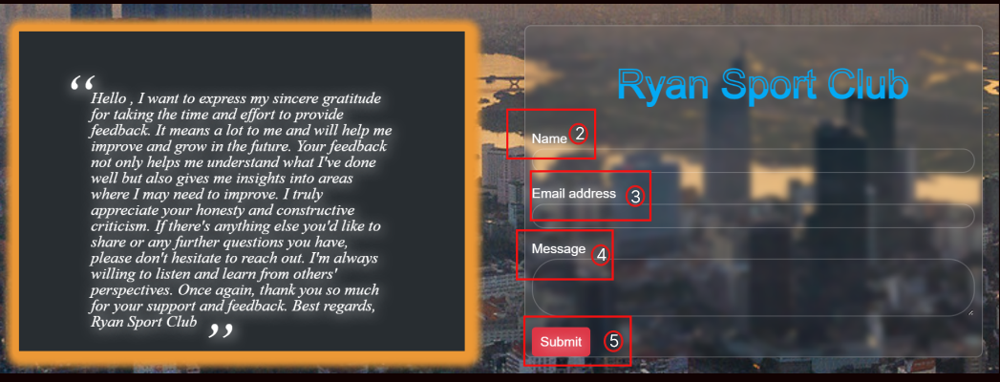 “
Hello , I want to express my sincere gratitude
for taking the time and effort to provide
feedback. It means a lot to me and will help me
improve and grow in the future. Your feedback
not only helps me understand what I've done
well but also gives me insights into areas
where I may need to improve. I truly
appreciate your honesty and constructive
criticism. If there's anything else you'd like to
share or any further questions you have,
please don't hesitate to reach out. I'm always
willing to listen and learn from others'
perspectives. Once again, thank you so much
for your support and feedback. Best regards,
Ryan Sport Club ”
Ryan Sport Club
Name 2
Email address 3
Message 4
Submit 5